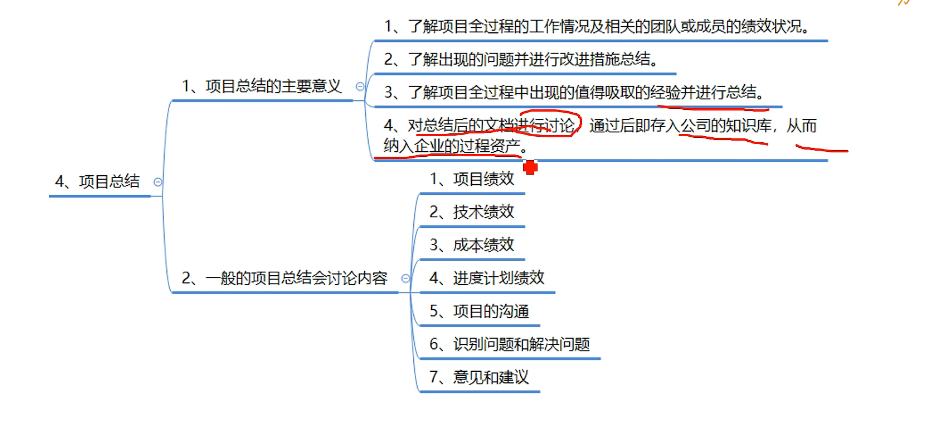 1、了解项目全过程的工作情况及相关的团队或成员的绩效状况。
2、了解出现的问题并进行改进措施总结。
1、项目总结的主要意义
3、了解项目全过程中出现的值得吸取的经验并进行总结。
4、对总结后的文档进行讨论，通过后即存入公司的知识库，从而
纳入企业的过程资产。
4、项目总结
1、项目绩效
2、技术绩效
3、成本绩效
2、一般的项目总结会讨论内容
4、进度计划绩效
5、项目的沟通
6、识别问题和解决问题
7、意见和建议